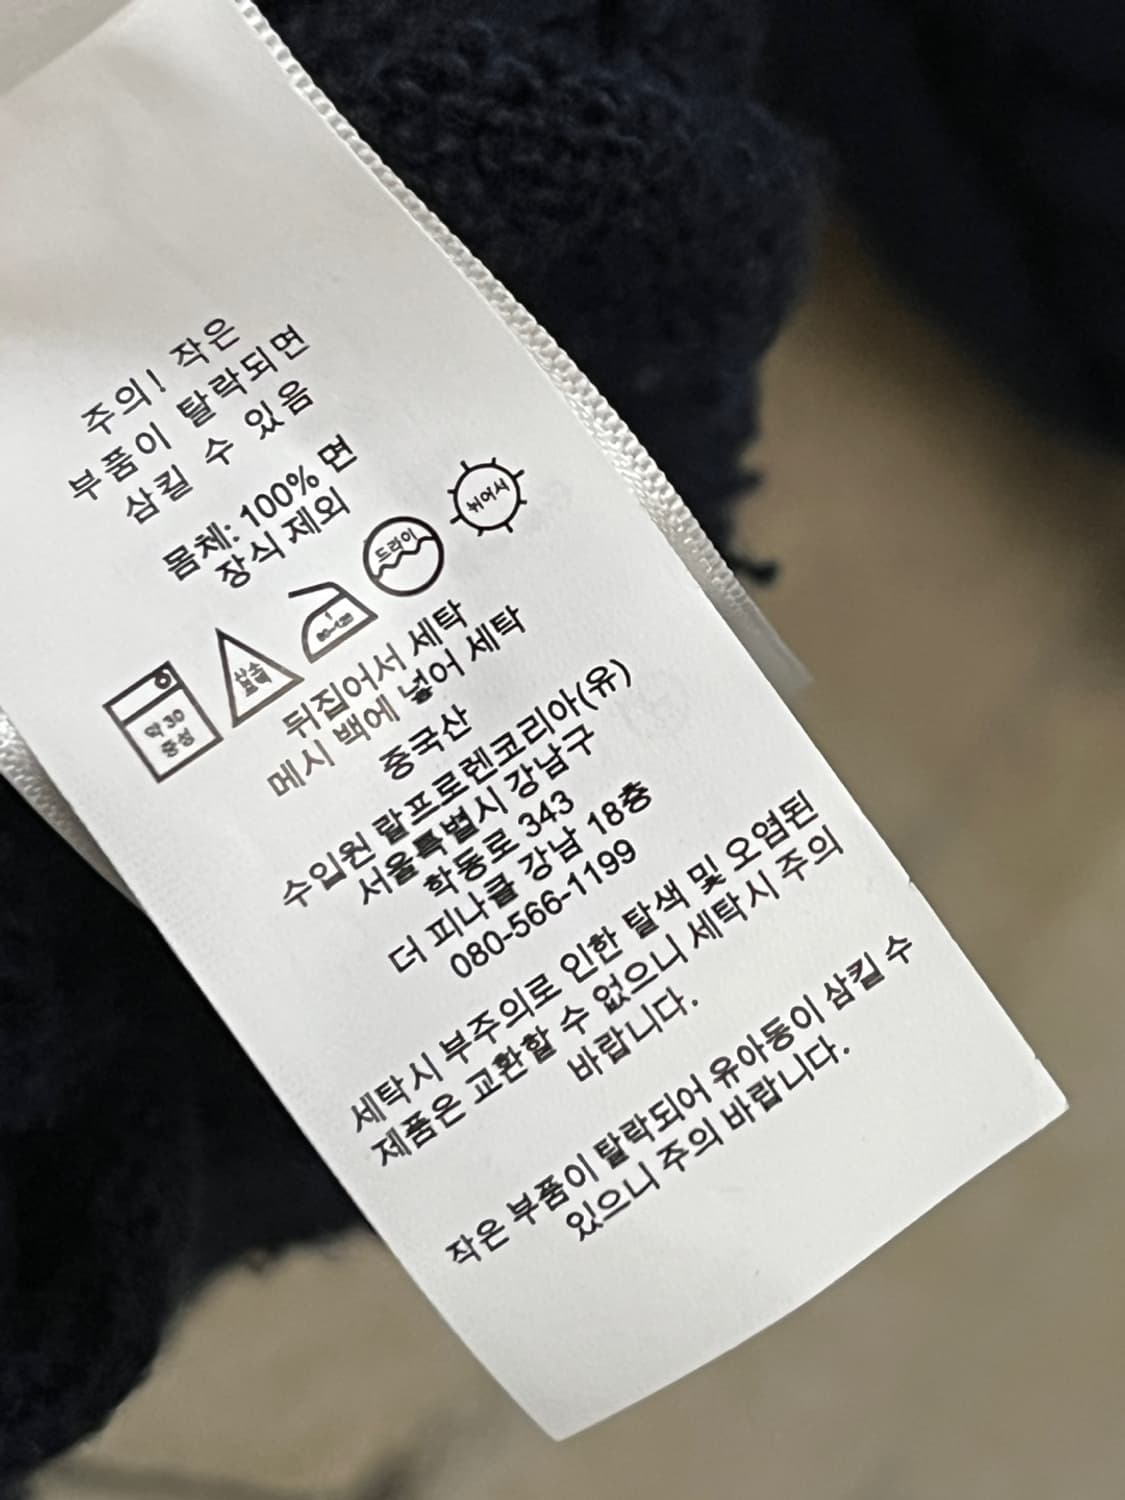 주의! 작은
부품이 탈락되면
삼킬 수 있음
몸체: 100% 면
장식 제외
약 30
중성
드라이
뉘어서
뒤집어서 세탁
메시 백에 넣어 세탁
중국산
수입원 랄프로렌코리아(유)
서울특별시 강남구
학동로 343
더 피나클 강남 18층
080-566-1199
세탁시 부주의로 인한 탈색 및 오염된
제품은 교환할 수 없으니 세탁시 주의
바랍니다.
작은 부품이 탈락되어 유아동이 삼킬 수
있으니 주의 바랍니다.